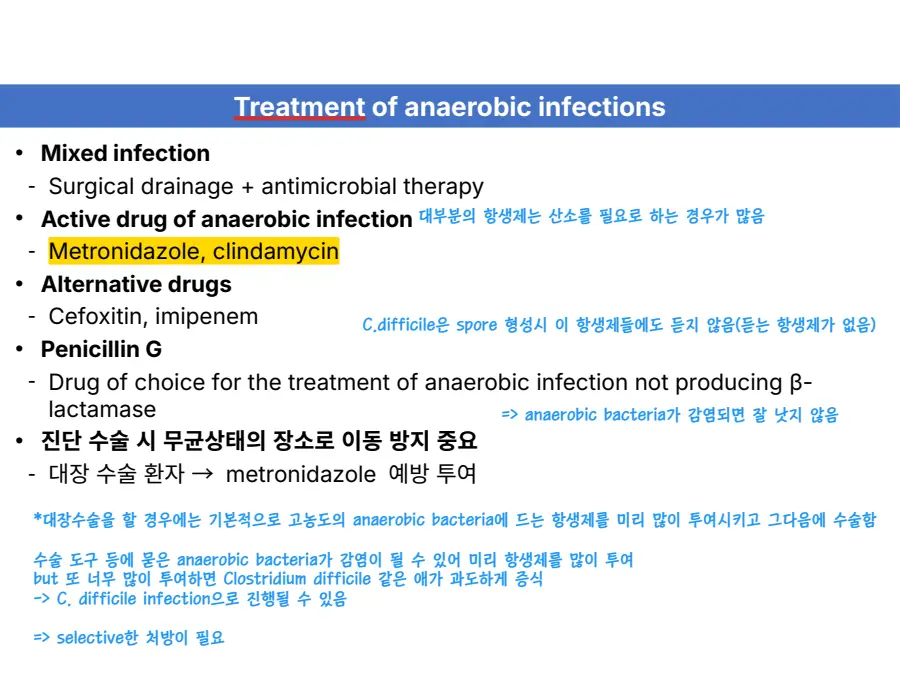 Treatment of anaerobic infections
• Mixed infection
- Surgical drainage + antimicrobial therapy
• Active drug of anaerobic infection 대부분의 항생제는 산소를 필요로 하는 경우가 많음
- Metronidazole, clindamycin
• Alternative drugs
- Cefoxitin, imipenem
C.difficile은 spore 형성시 이 항생제들에도 듣지 않음(듣는 항생제가 없음)
• Penicillin G
- Drug of choice for the treatment of anaerobic infection not producing β-
lactamase
=> anaerobic bacteria가 감염되면 잘 낫지 않음
• 진단 수술 시 무균상태의 장소로 이동 방지 중요
- 대장 수술 환자 → metronidazole 예방 투여
*대장수술을 할 경우에는 기본적으로 고농도의 anaerobic bacteria에 드는 항생제를 미리 많이 투여시키고 그다음에 수술함
수술 도구 등에 묻은 anaerobic bacteria가 감염이 될 수 있어 미리 항생제를 많이 투여
but 또 너무 많이 투여하면 Clostridium difficile 같은 애가 과도하게 증식
-> C. difficile infection으로 진행될 수 있음
=> selective한 처방이 필요